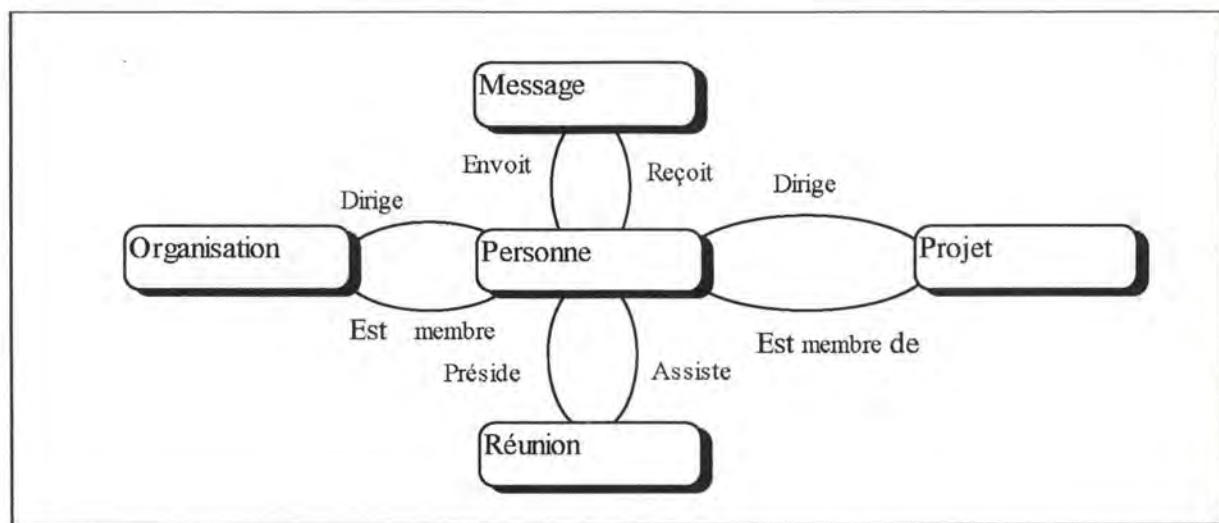 Message
Envoit
Reçoit
Dirige
Dirige
Organisation
Personne
Projet
Est membre
Est membre de
Préside
Assiste
Réunion